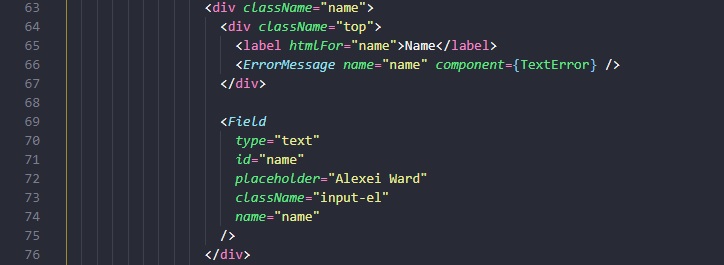 63 <div className="name">
64 <div className="top">
65 <label htmlFor="name">Name</label>
66 <ErrorMessage name="name" component={TextError} />
67 </div>
68
69 <Field
70 type="text"
71 id="name"
72 placeholder="Alexei Ward"
73 className="input-el"
74 name="name"
75 />
76 </div>